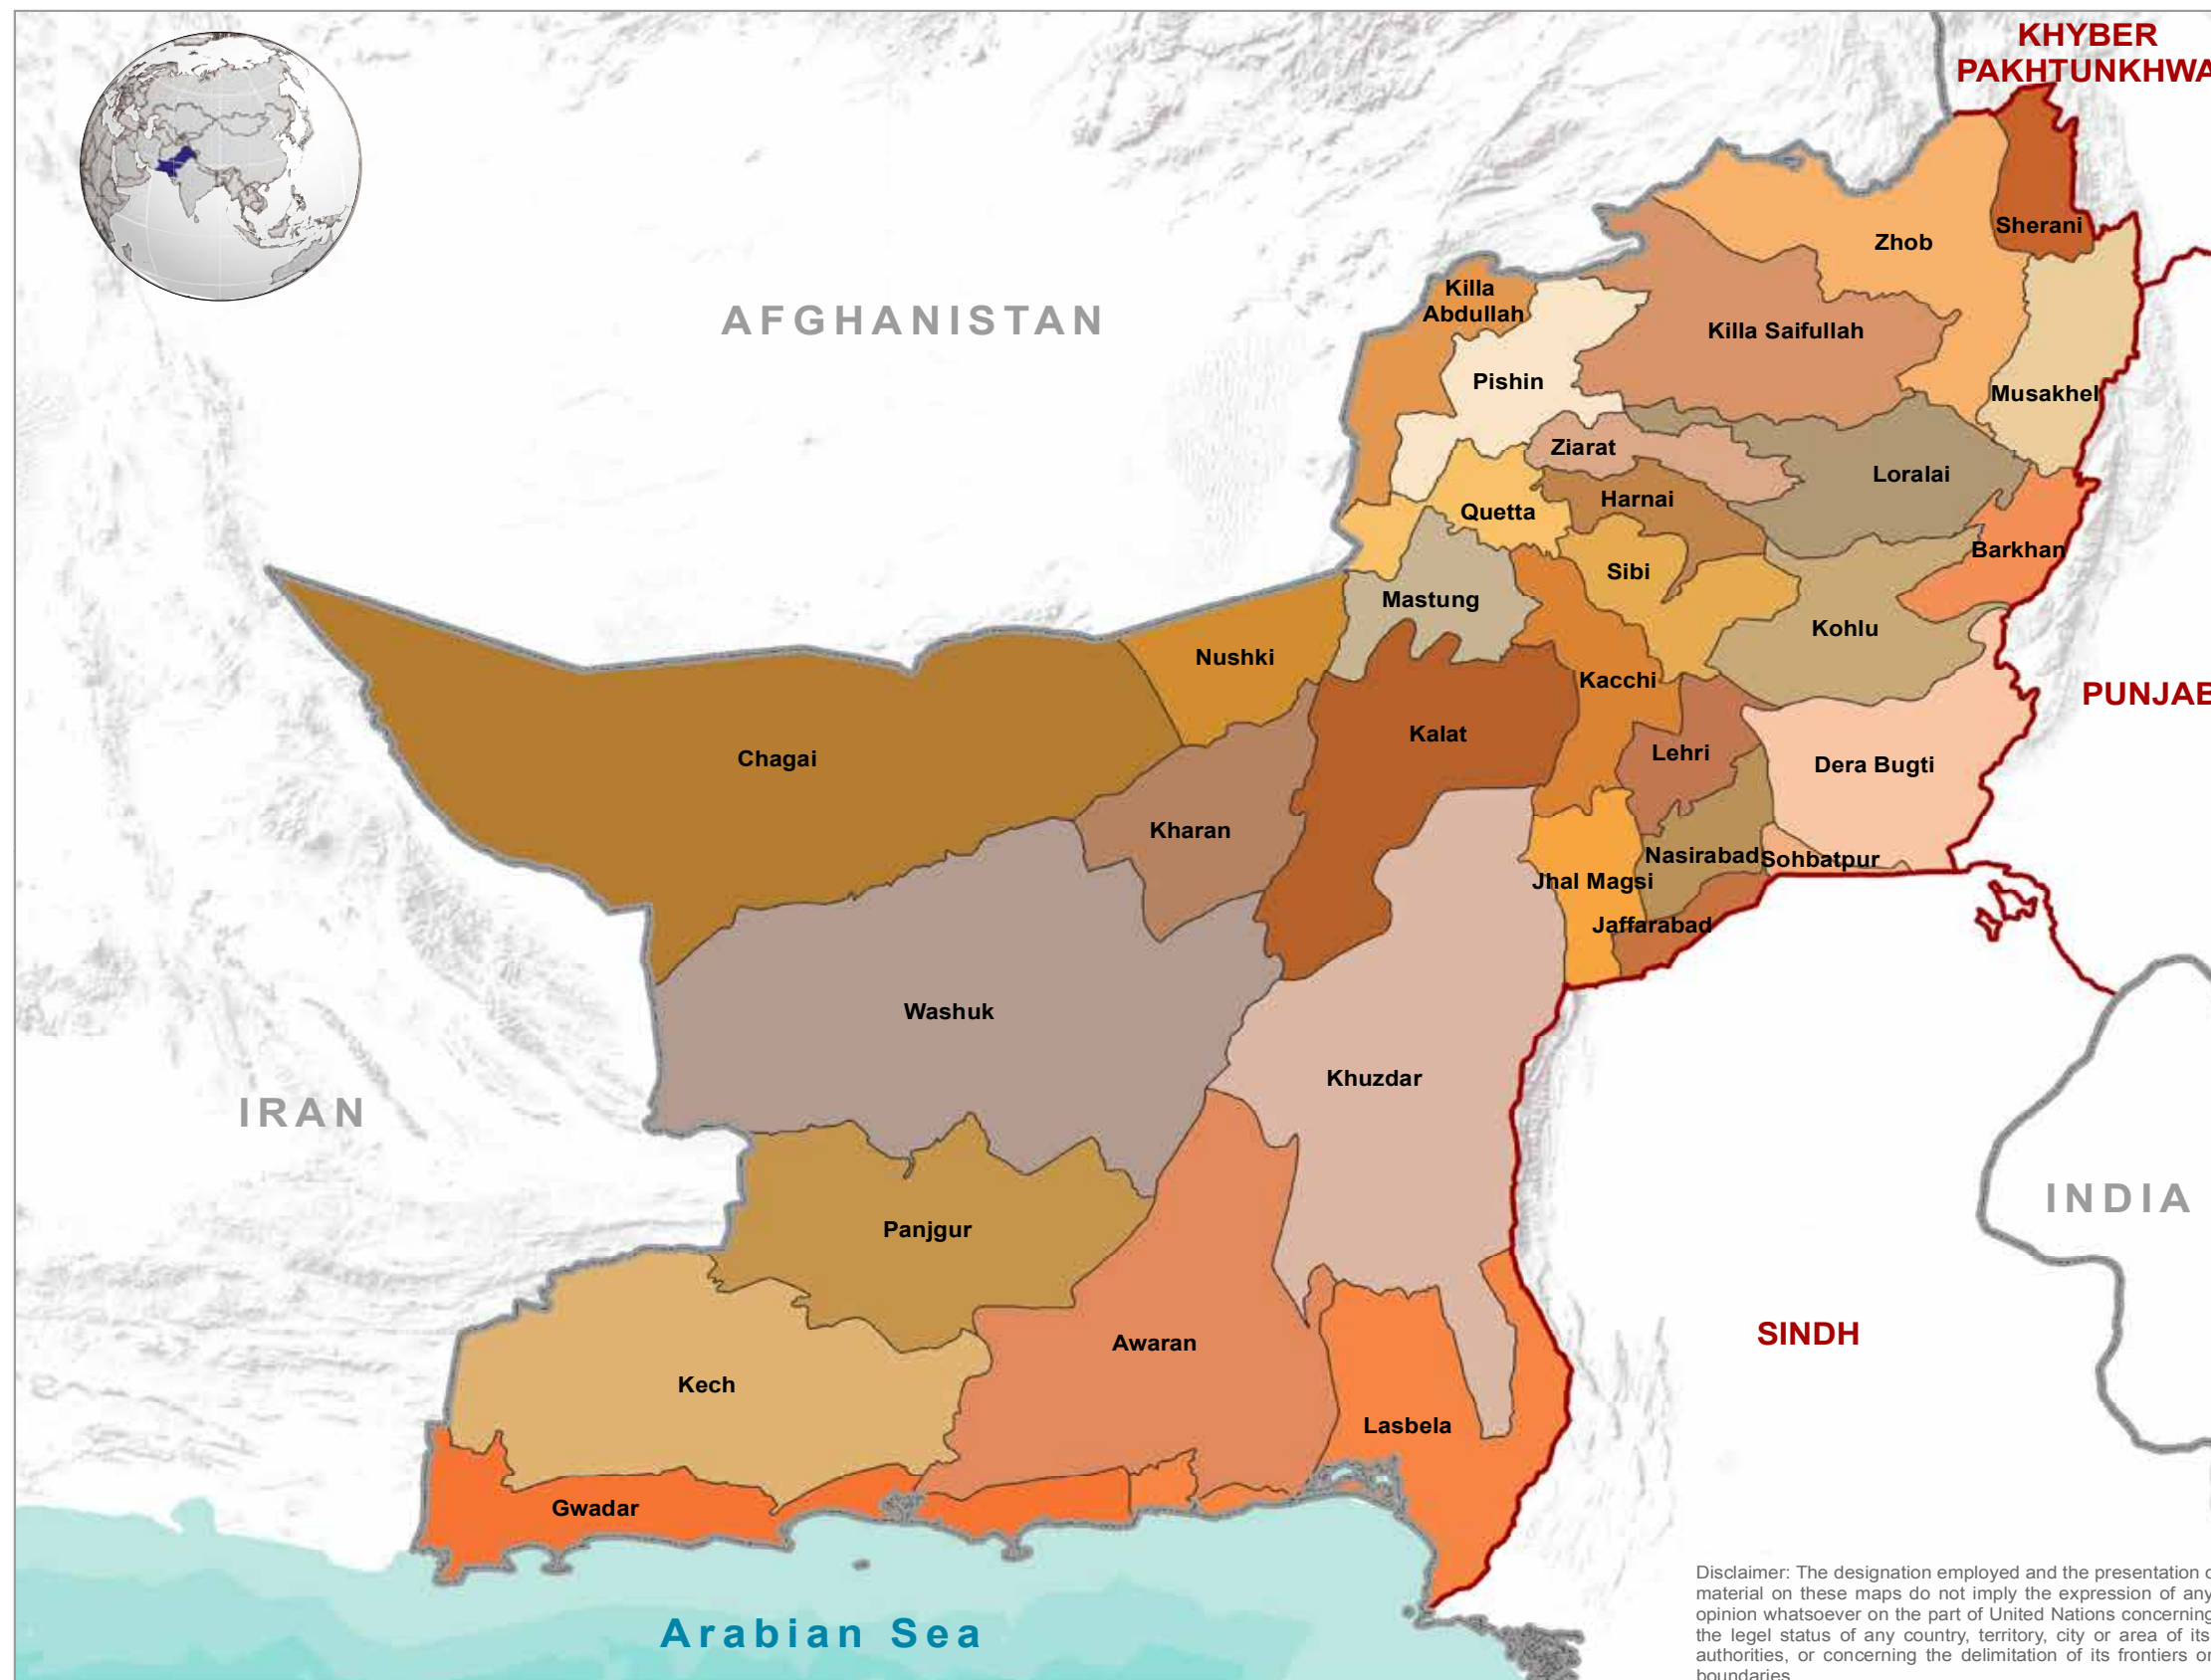 KHYBER
PAKHTUNKHWA
Sherani
Zhob
Killa
Abdullah
AFGHANISTAN
Killa Saifullah
Pishin
Musakhel
Ziarat
Loralai
Harnai
Quetta
Barkhan
Sibi
Mastung
Kohlu
Nushki
Kacchi
PUNJAB
Kalat
Lehri
Chagai
Dera Bugti
Kharan
Nasirabad
Sohbatpur
Jhal Magsi
Jaffarabad
Washuk
Khuzdar
IRAN
INDIA
Panjgur
SINDH
Awaran
Kech
Lasbela
Gwadar
Arabian Sea
Disclaimer: The designation employed and the presentation o
material on these maps do not imply the expression of any
opinion whatsoever on the part of United Nations concerning
the legel status of any country, territory, city or area of its
authorities, or concerning the delimitation of its frontiers or
boundaries